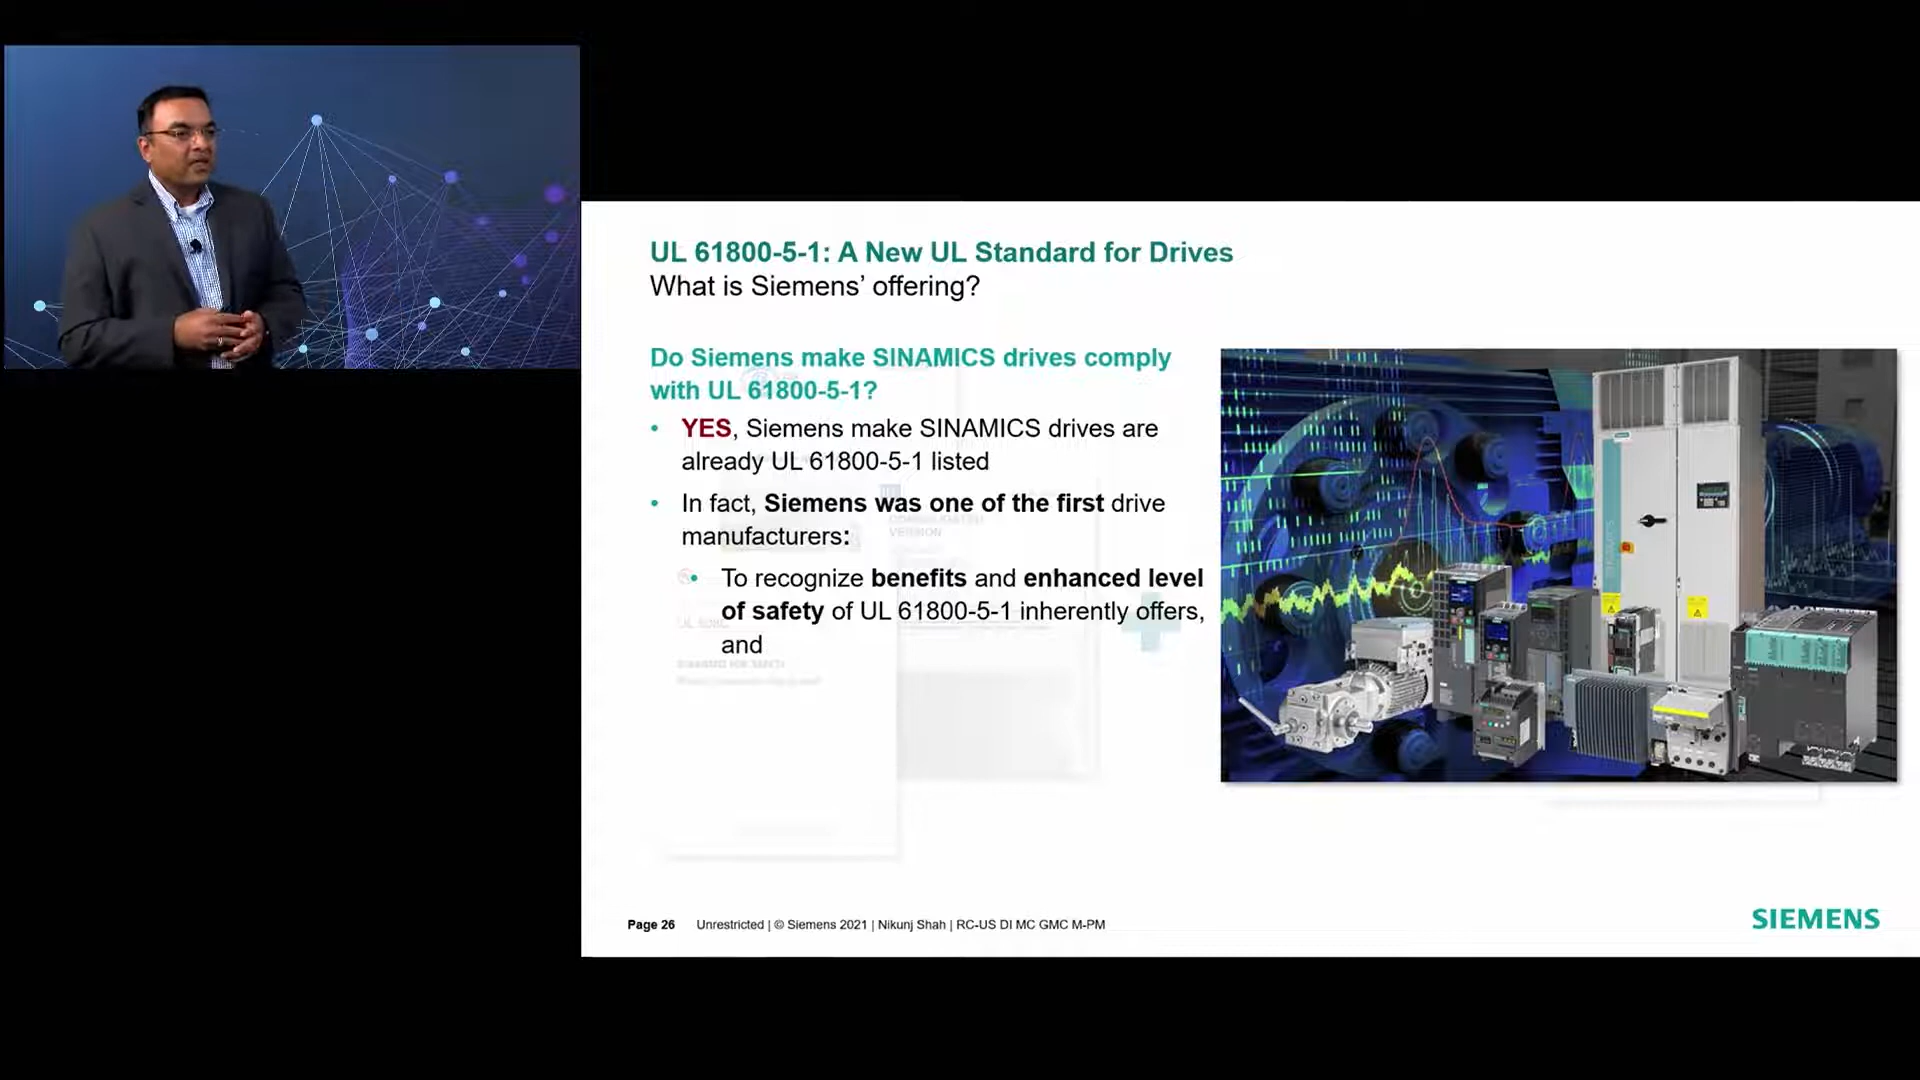 UL 61800-5-1: A New UL Standard for Drives
What is Siemens’ offering?
Do Siemens make SINAMICS drives comply
with UL 61800-5-1?
• YES, Siemens make SINAMICS drives are
already UL 61800-5-1 listed
• In fact, Siemens was one of the first drive
manufacturers:
• To recognize benefits and enhanced level
of safety of UL 61800-5-1 inherently offers,
and
VERSION
Page 26 Unrestricted | © Siemens 2021 | Nikunj Shah | RC-US DI MC GMC M-PM
SIEMENS